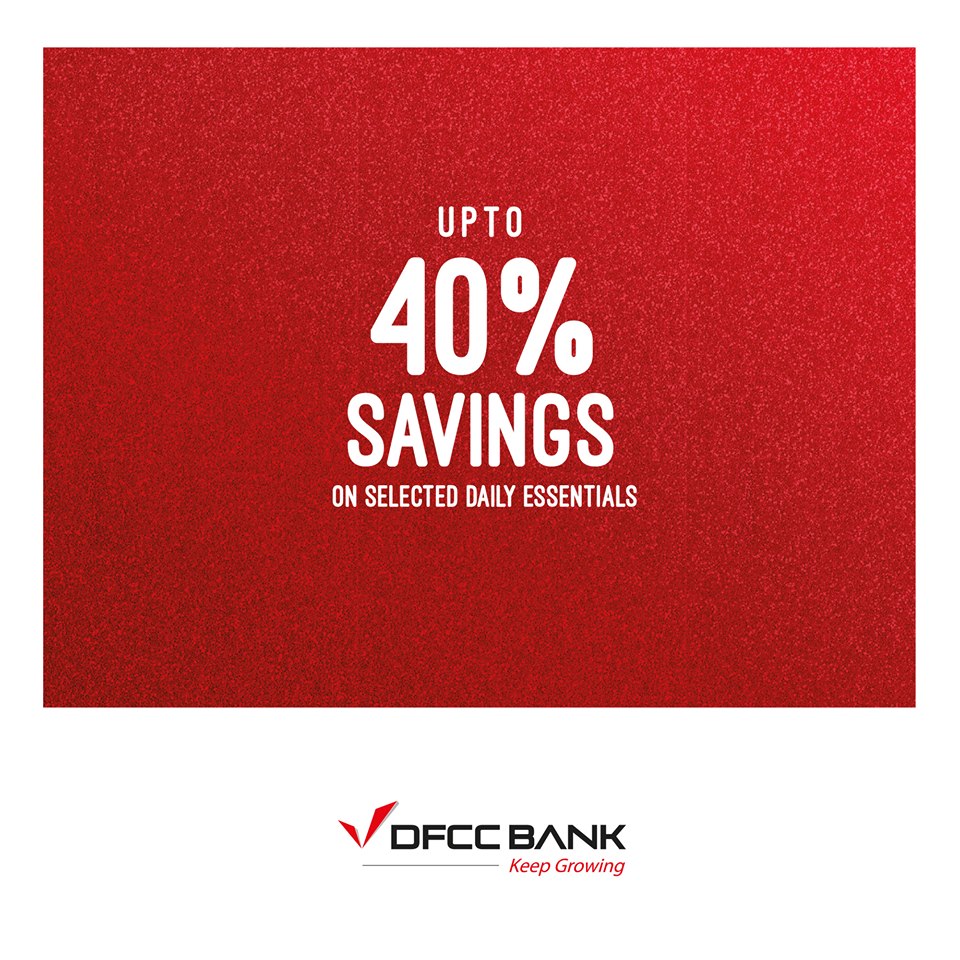 UPTO
40%
SAVINGS
ON SELECTED DAILY ESSENTIALS
DFCC BANK
Keep Growing